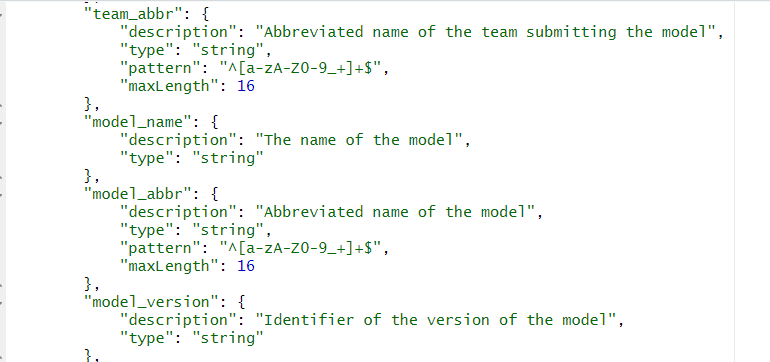 "team_abbr": {
"description": "Abbreviated name of the team submitting the model",
"type": "string",
"pattern": "^[a-zA-Z0-9_+]+$",
"maxLength": 16
},
"model_name": {
"description": "The name of the model",
"type": "string"
},
"model_abbr": {
"description": "Abbreviated name of the model",
"type": "string",
"pattern": "^[a-zA-Z0-9_+]+$",
"maxLength": 16
},
"model_version": {
"description": "Identifier of the version of the model",
"type": "string"
},